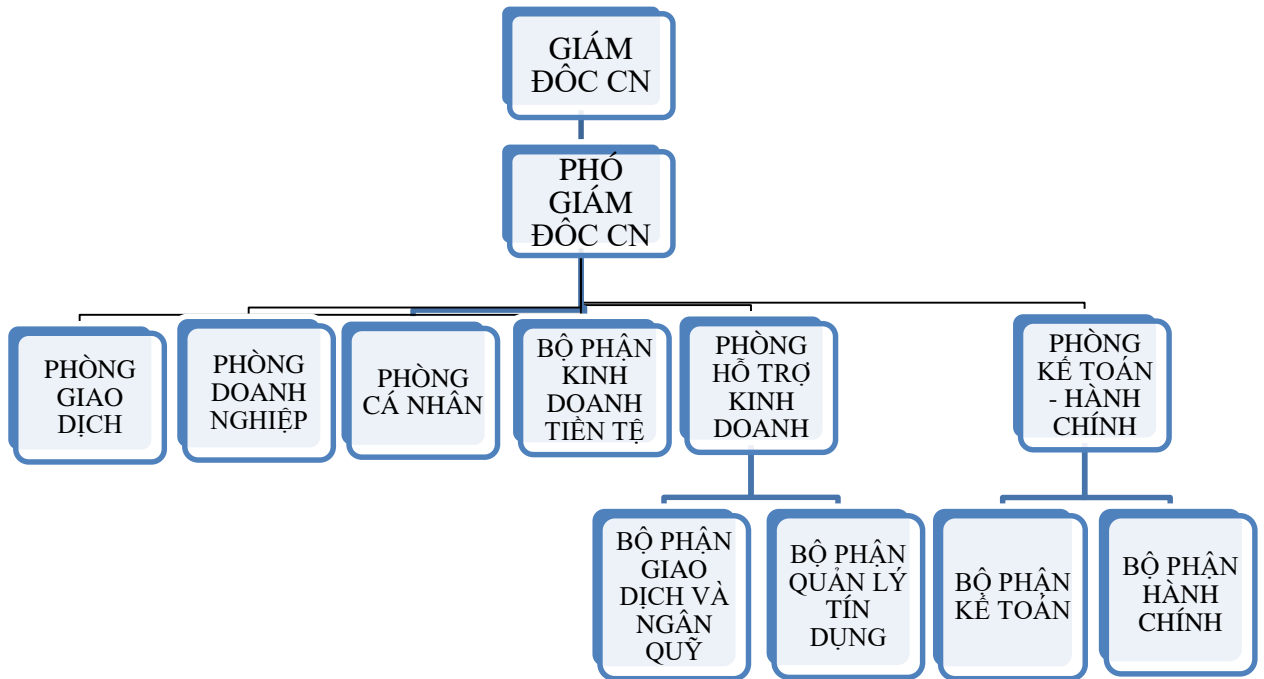 GIÁM
ĐÔC CN
PHÓ
GIÁM
ĐÔC CN
PHÒNG
GIAO
DỊCH
PHÒNG
DOANH
NGHIỆP
PHÒNG
CÁ NHÂN
BỘ PHẬN
KINH
DOANH
TIỀN TỆ
PHÒNG
HỖ TRỢ
KINH
DOANH
PHÒNG
KẾ TOÁN
- HÀNH
CHÍNH
BỘ PHẬN
GIAO
DỊCH VÀ
NGÂN
QUỸ
BỘ PHẬN
QUẢN LÝ
TÍN
DỤNG
BỘ PHẬN
KẾ TOÁN
BỘ PHẬN
HÀNH
CHÍNH